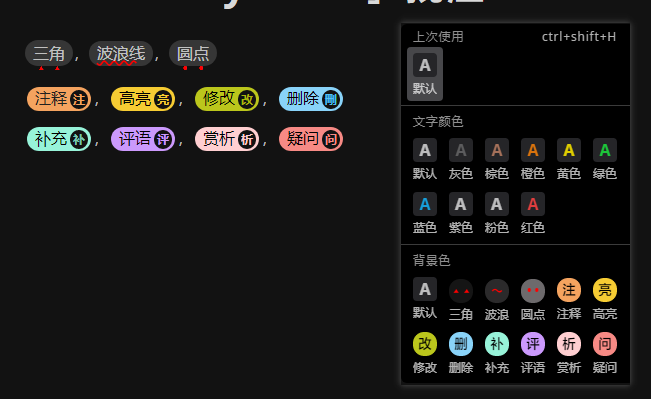 三角, 波浪线, 圆点
注释 注, 高亮 亮, 修改 改, 删除 删
补充 补, 评语 评, 赏析 析, 疑问 问
上次使用 ctrl+shift+H
A
默认
文字颜色
A A A A A A
默认 灰色 棕色 橙色 黄色 绿色
A A A A
蓝色 紫色 粉色 红色
背景色
A 注 亮
默认 三角 波浪 圆点 注释 高亮
改 删 补 评 析 问
修改 删除 补充 评语 赏析 疑问